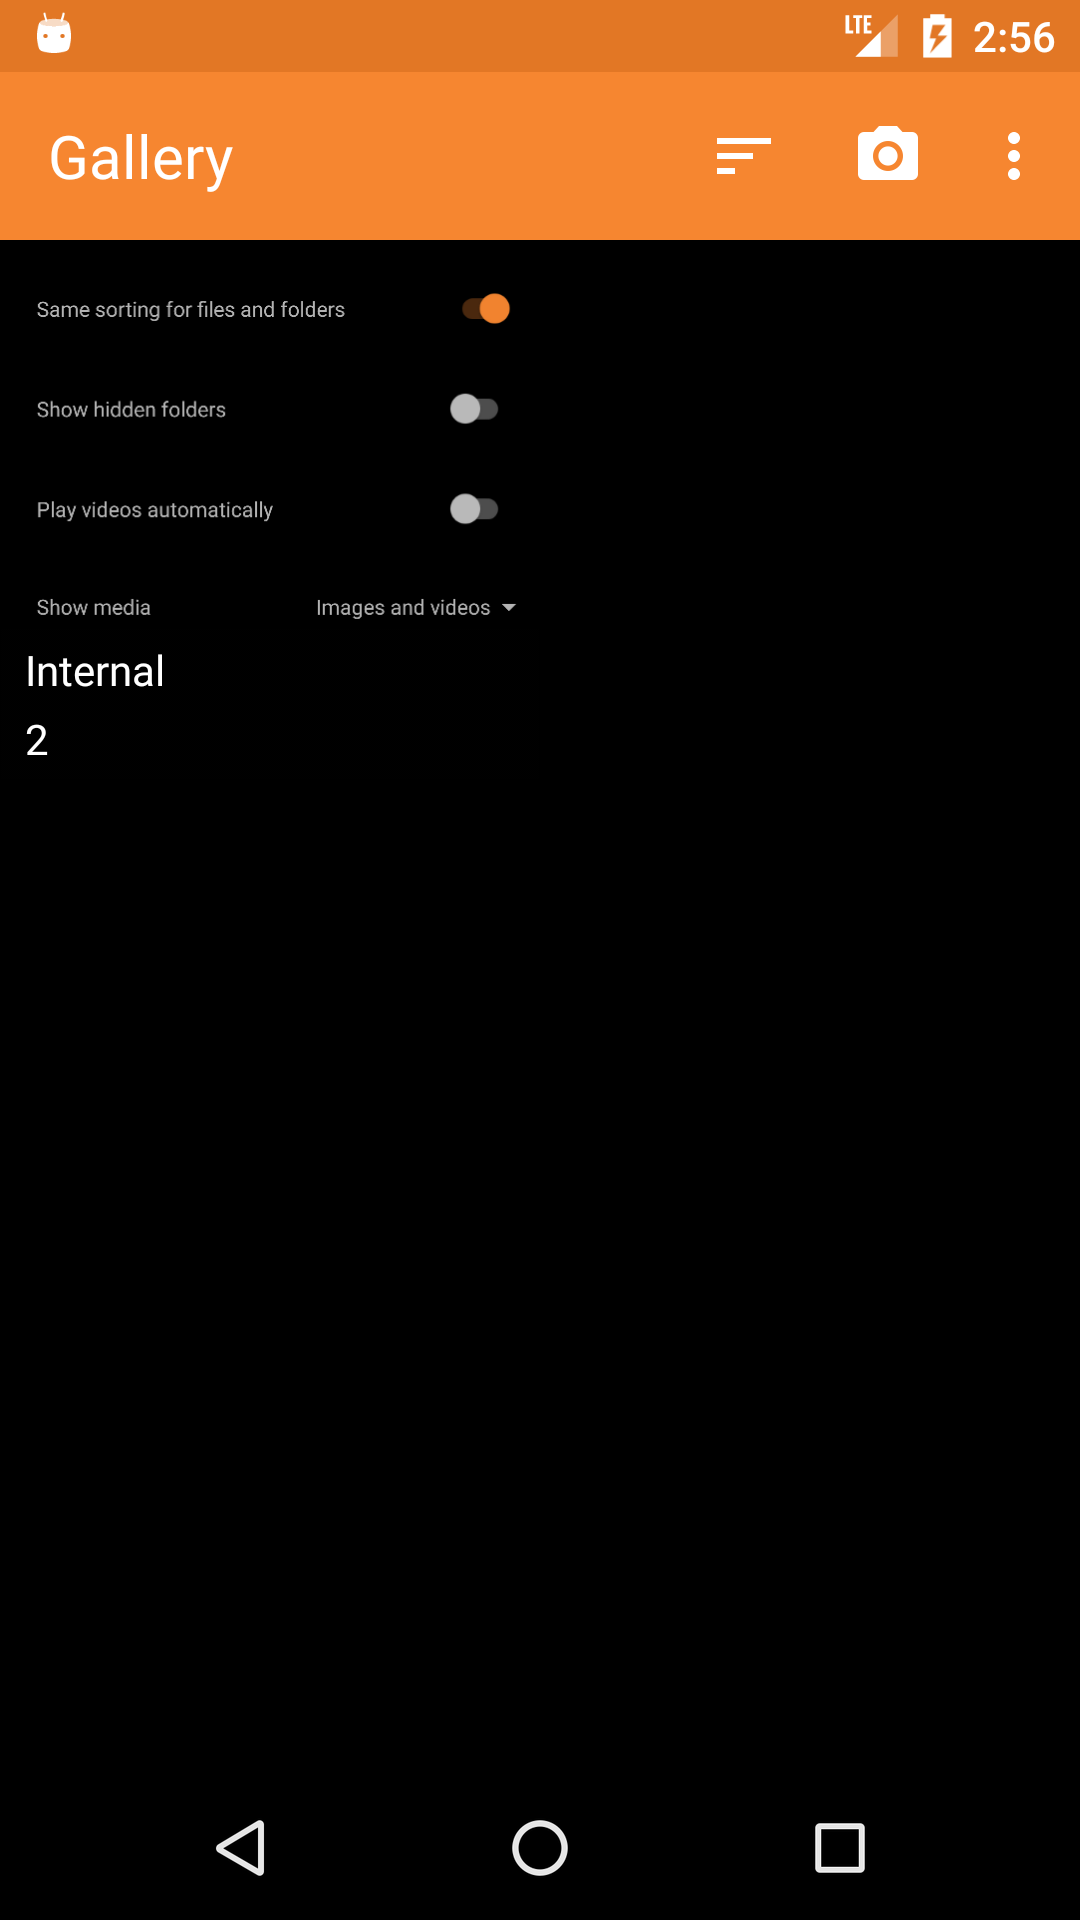 LTE 2:56
Gallery
Same sorting for files and folders
Show hidden folders
Play videos automatically
Show media Images and videos
Internal
2